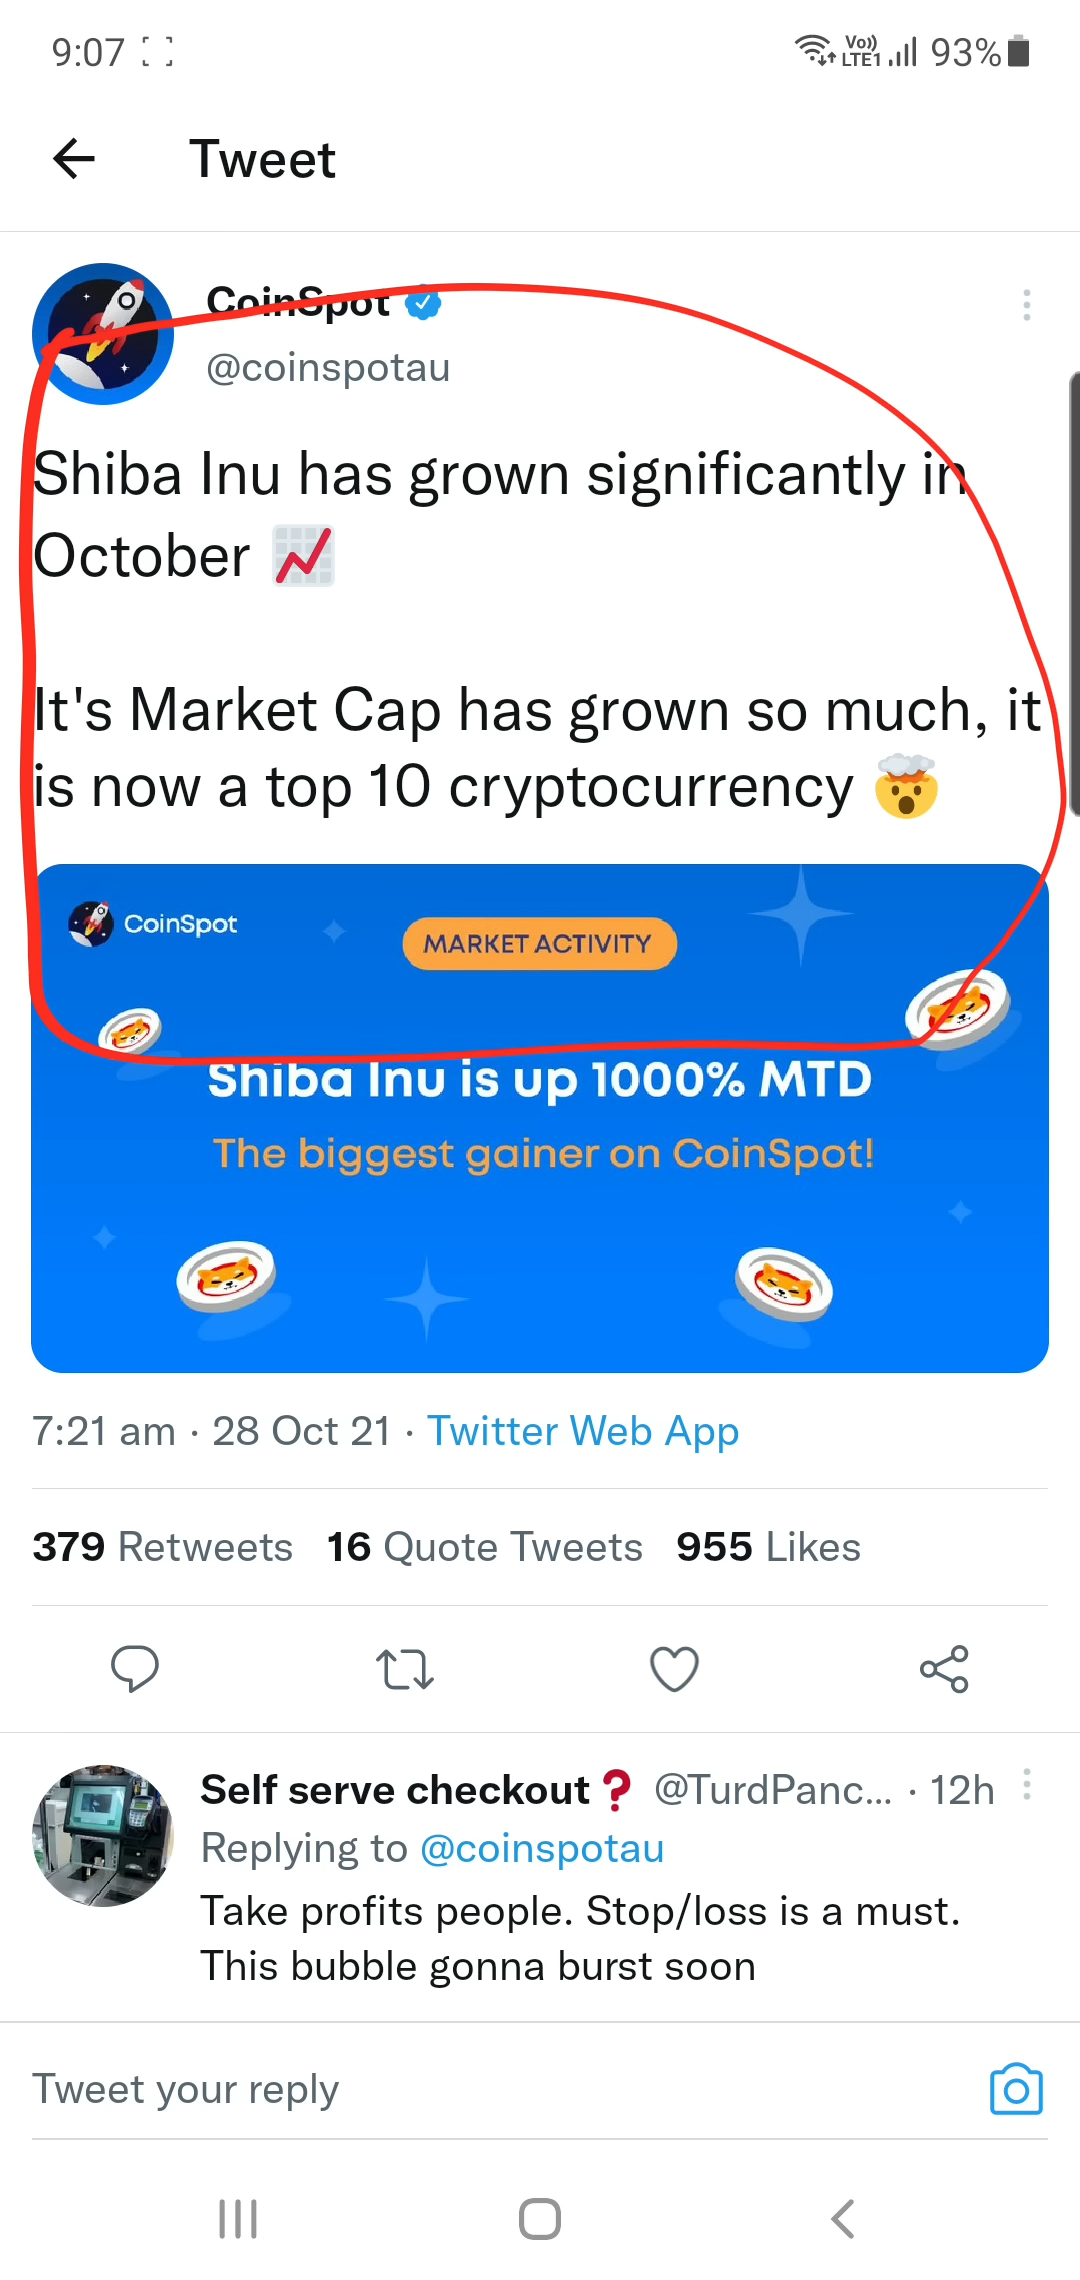 9:07 Vo)) LTE1 93%
Tweet
CoinSpot
@coinspotau
Shiba Inu has grown significantly in
October 📈
It's Market Cap has grown so much, it
is now a top 10 cryptocurrency 🤯
CoinSpot
MARKET ACTIVITY
Shiba Inu is up 1000% MTD
The biggest gainer on CoinSpot!
7:21 am · 28 Oct 21 · Twitter Web App
379 Retweets 16 Quote Tweets 955 Likes
Self serve checkout❓ @TurdPanc... · 12h
Replying to @coinspotau
Take profits people. Stop/loss is a must.
This bubble gonna burst soon
Tweet your reply